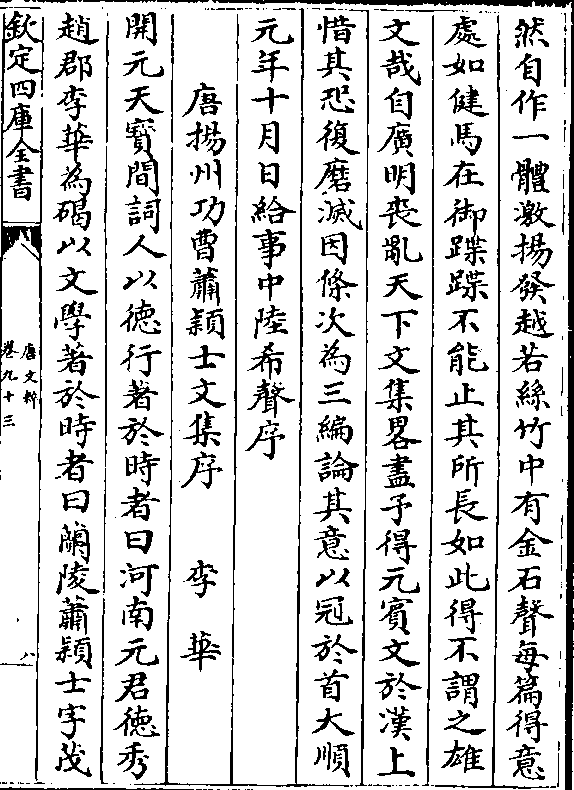 然自作一體激揚發越若絲竹中有金石聲每篇得意
處如健馬在御蹀蹀不能止其所長如此得不謂之雄
文哉自廣明喪亂天下文集畧盡予得元賓文於漢上
惜其恐復磨滅因條次為三編論其意以冠於首大順
元年十月日給事中陸希聲序
唐揚州功曹蕭穎士文集序　李華
開元天寶間詞人以德行著於時者曰河南元君德秀
趙郡李華為碣以文學著於時者曰蘭陵蕭穎士字茂
欽定四庫全書
唐文粹
卷九十三
八